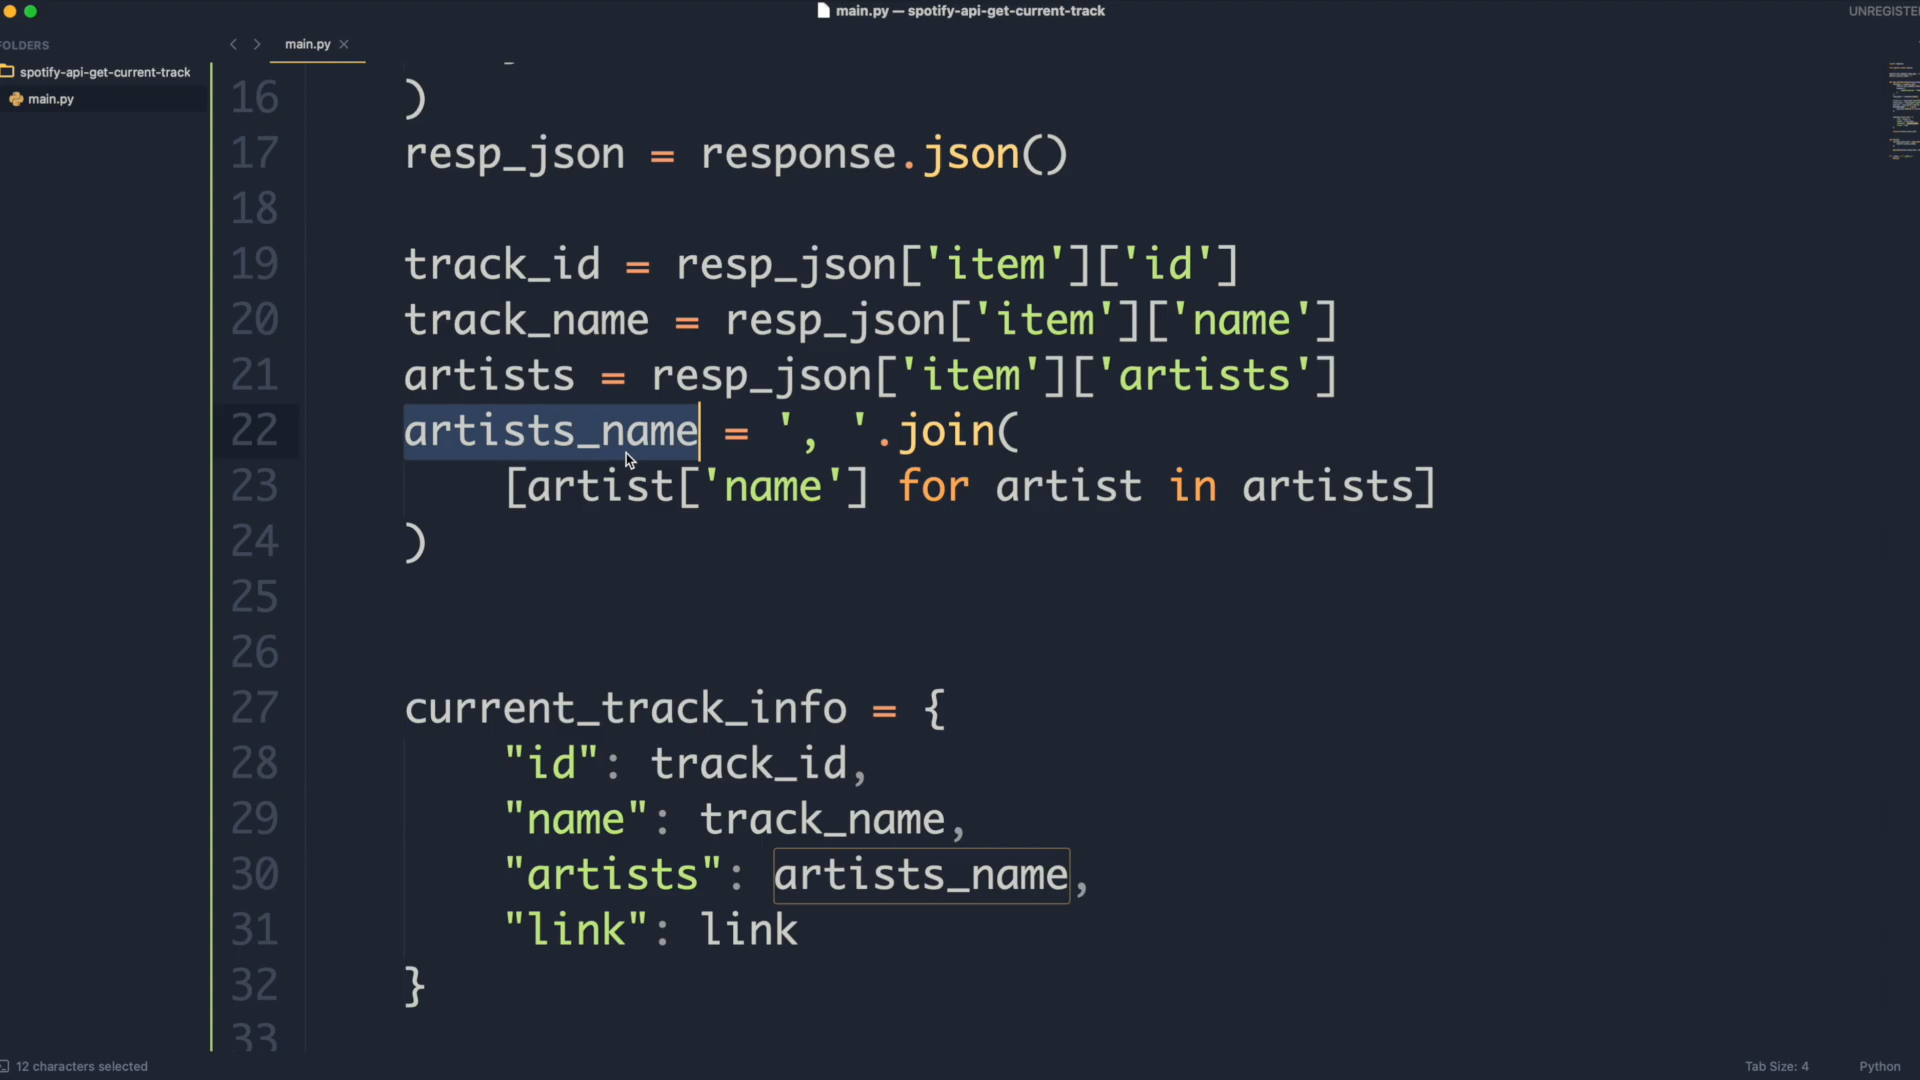 main.py — spotify-api-get-current-track
FOLDERS
main.py
spotify-api-get-current-track
main.py
16 )
17 resp_json = response.json()
18
19 track_id = resp_json['item']['id']
20 track_name = resp_json['item']['name']
21 artists = resp_json['item']['artists']
22 artists_name = ', '.join(
23 [artist['name'] for artist in artists]
24 )
25
26
27 current_track_info = {
28 "id": track_id,
29 "name": track_name,
30 "artists": artists_name,
31 "link": link
32 }
33
12 characters selected
Tab Size: 4
Python